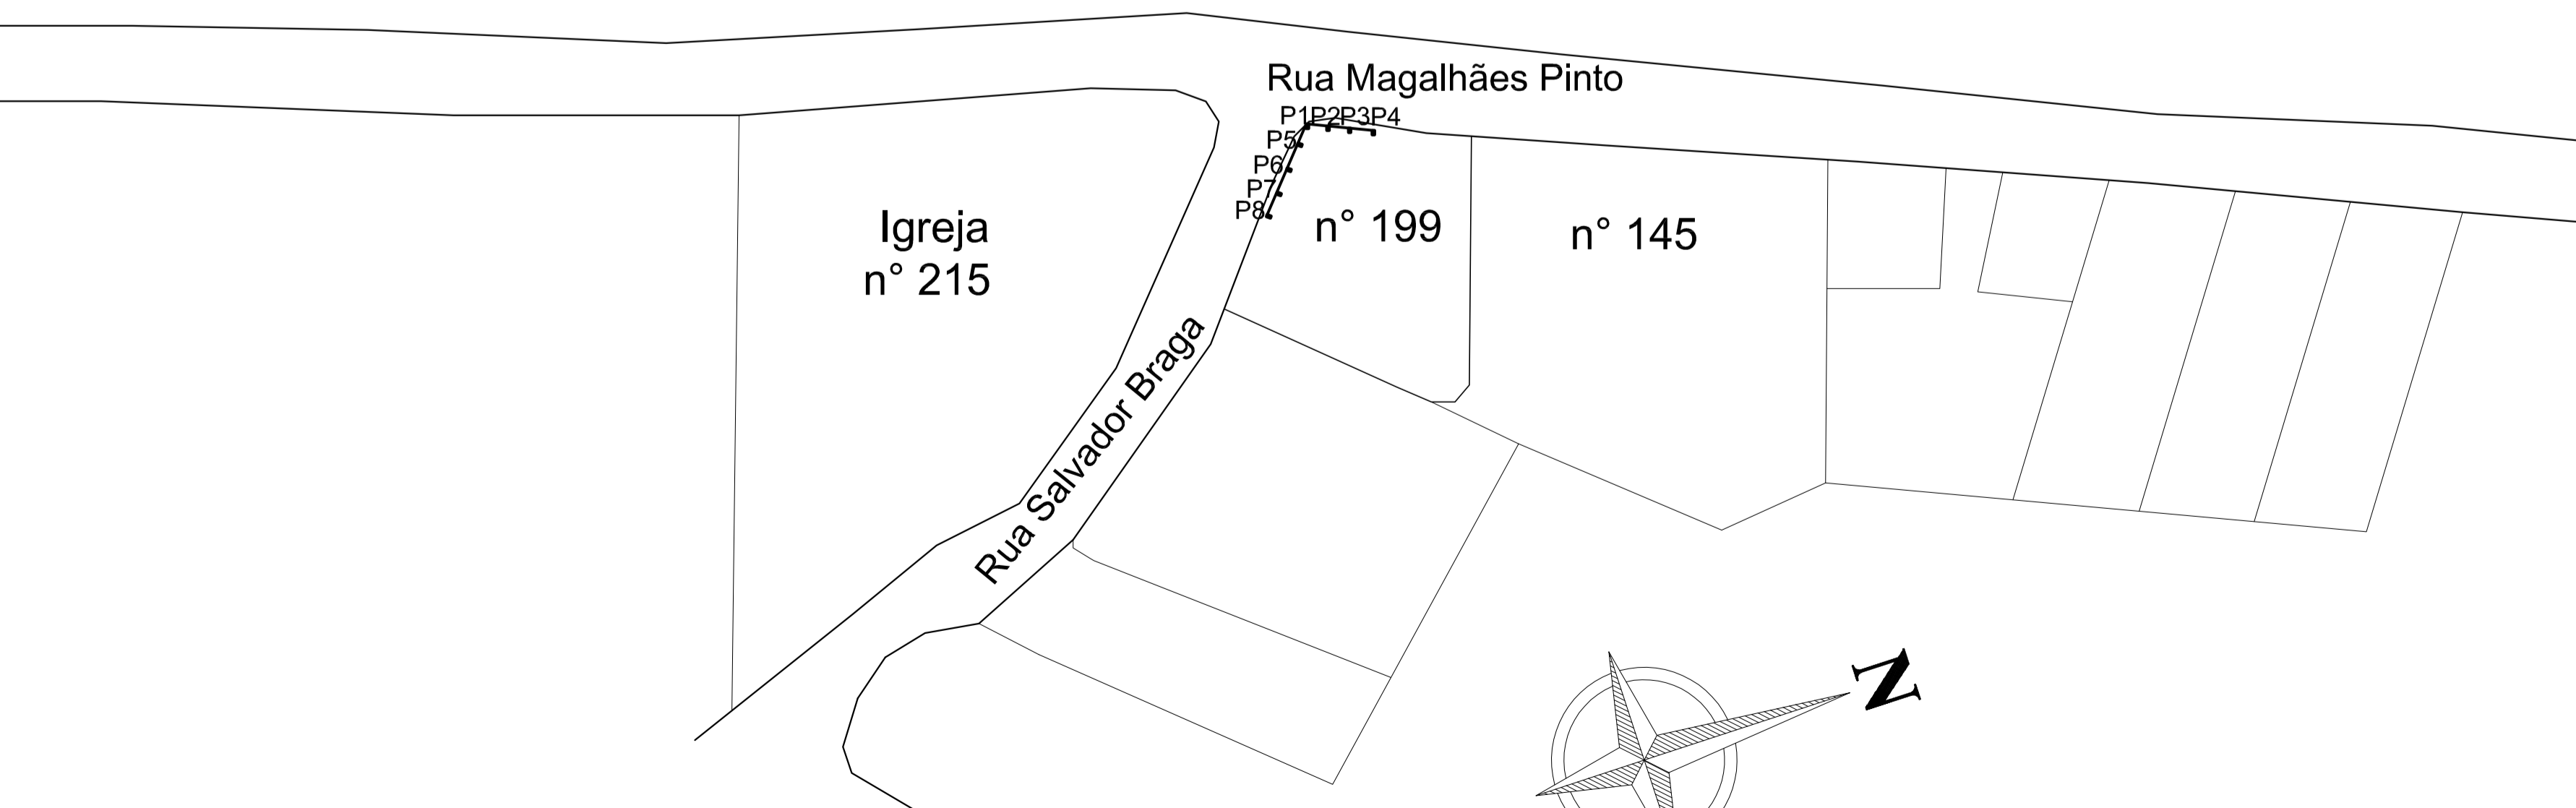 Rua Magalhães Pinto
P1P2P3P4
P5
P6
P7
P8
Igreja
n° 215
n° 199
n° 145
Rua Salvador Braga
N